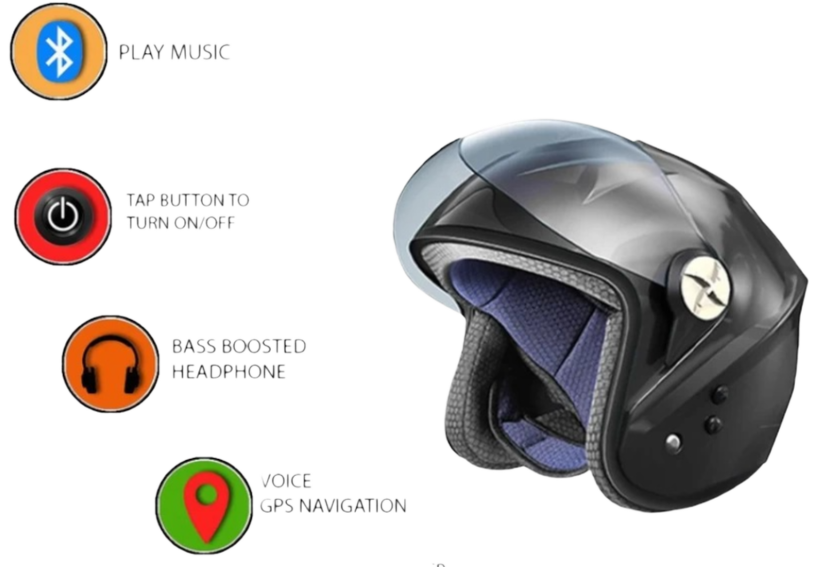 PLAY MUSIC
TAP BUTTON TO
TURN ON/OFF
BASS BOOSTED
HEADPHONE
VOICE
GPS NAVIGATION